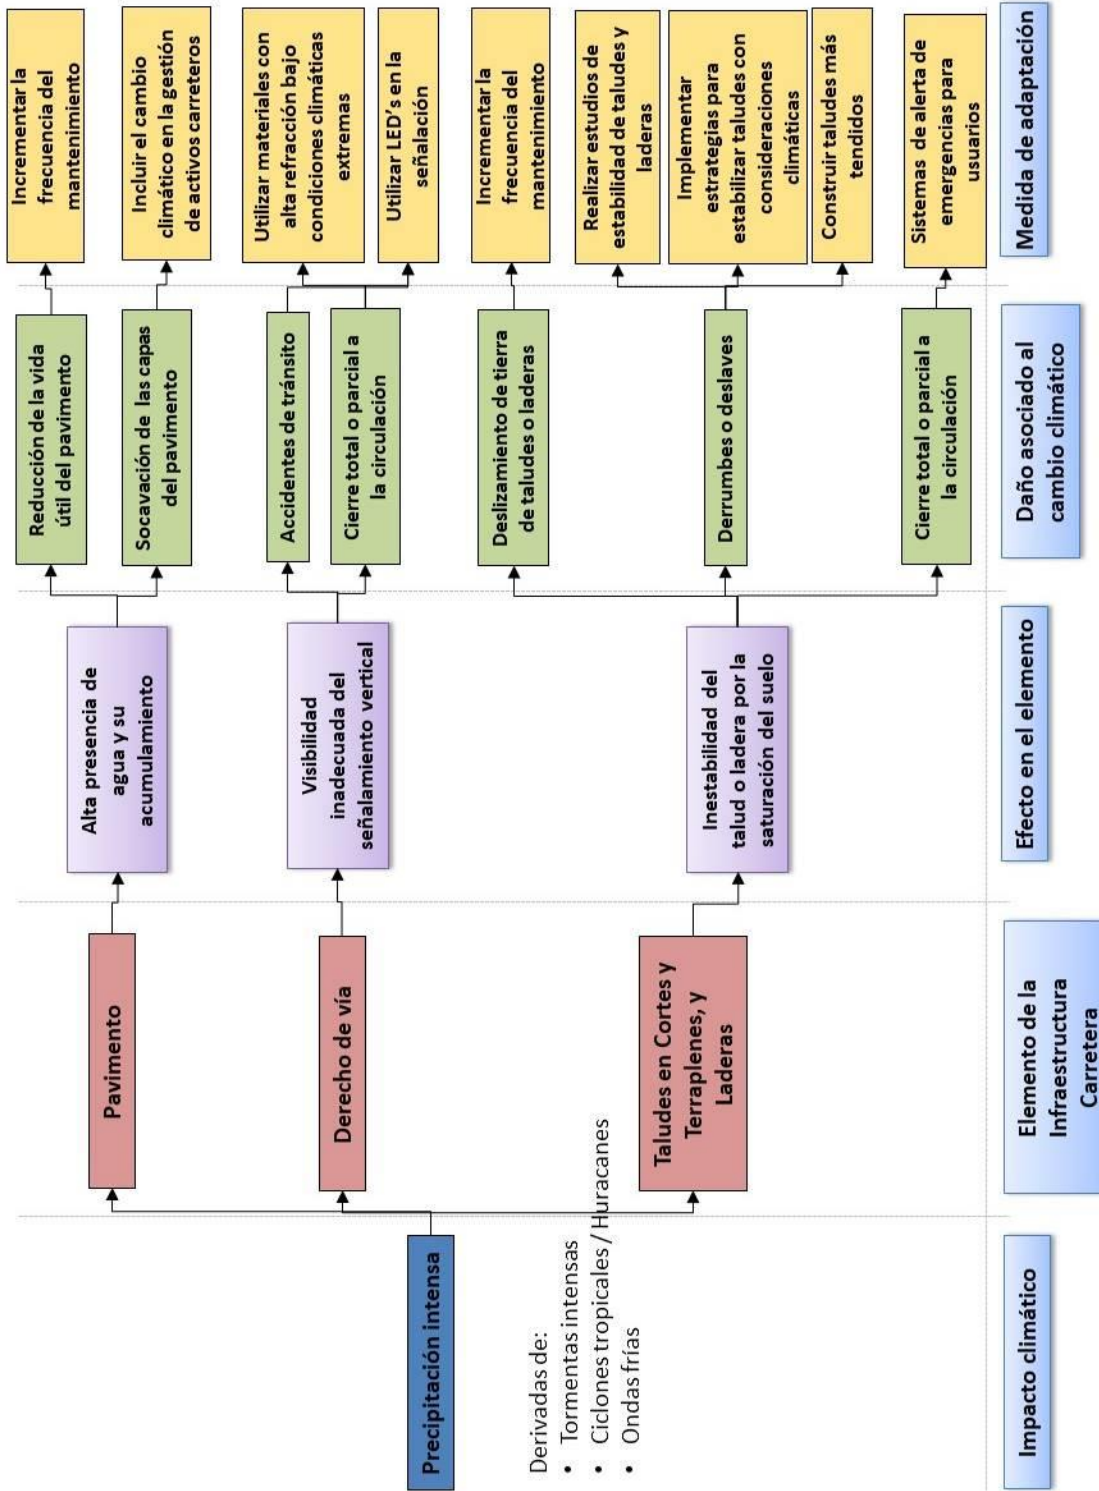 Precipitación intensa
Derivadas de:
• Tormentas intensas
• Ciclones tropicales / Huracanes
• Ondas frías
Pavimento
Derecho de vía
Taludes en Cortes y
Terraplenes, y
Laderas
Alta presencia de
agua y su
acumulamiento
Visibilidad
inadecuada del
señalamiento vertical
Inestabilidad del
talud o ladera por la
saturación del suelo
Reducción de la vida
útil del pavimento
Socavación de las capas
del pavimento
Accidentes de tránsito
Cierre total o parcial a
la circulación
Deslizamiento de tierra
de taludes o laderas
Derrumbes o deslaves
Cierre total o parcial a
la circulación
Incrementar la
frecuencia del
mantenimiento
Incluir el cambio
climático en la gestión
de activos carreteros
Utilizar materiales con
alta refracción bajo
condiciones climáticas
extremas
Utilizar LED's en la
señalación
Incrementar la
frecuencia del
mantenimiento
Realizar estudios de
estabilidad de taludes y
laderas
Implementar
estrategias para
estabilizar taludes con
consideraciones
climáticas
Construir taludes más
tendidos
Sistemas de alerta de
emergencias para
usuarios
Impacto climático
Elemento de la
Infraestructura
Carretera
Efecto en el elemento
Daño asociado al
cambio climático
Medida de adaptación